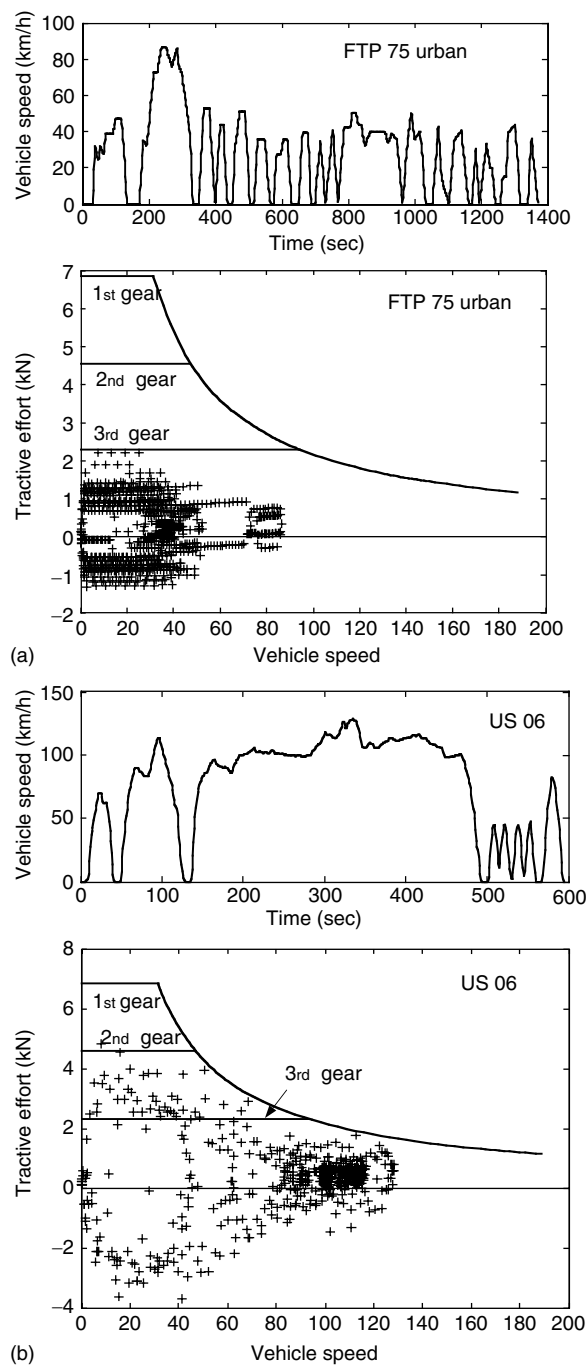 100
80
60
40
20
0
Vehicle speed (km/h)
FTP 75 urban
0 200 400 600 800 1000 1200 1400
Time (sec)
7
6
5
4
3
2
1
0
−1
−2
Tractive effort (kN)
FTP 75 urban
1st gear
2nd gear
3rd gear
0 20 40 60 80 100 120 140 160 180 200
(a)
Vehicle speed
150
100
50
0
Vehicle speed (km/h)
US 06
0 100 200 300 400 500 600
Time (sec)
8
6
4
2
0
−2
−4
Tractive effort (kN)
US 06
1st gear
2nd gear
3rd gear
0 20 40 60 80 100 120 140 160 180 200
(b)
Vehicle speed